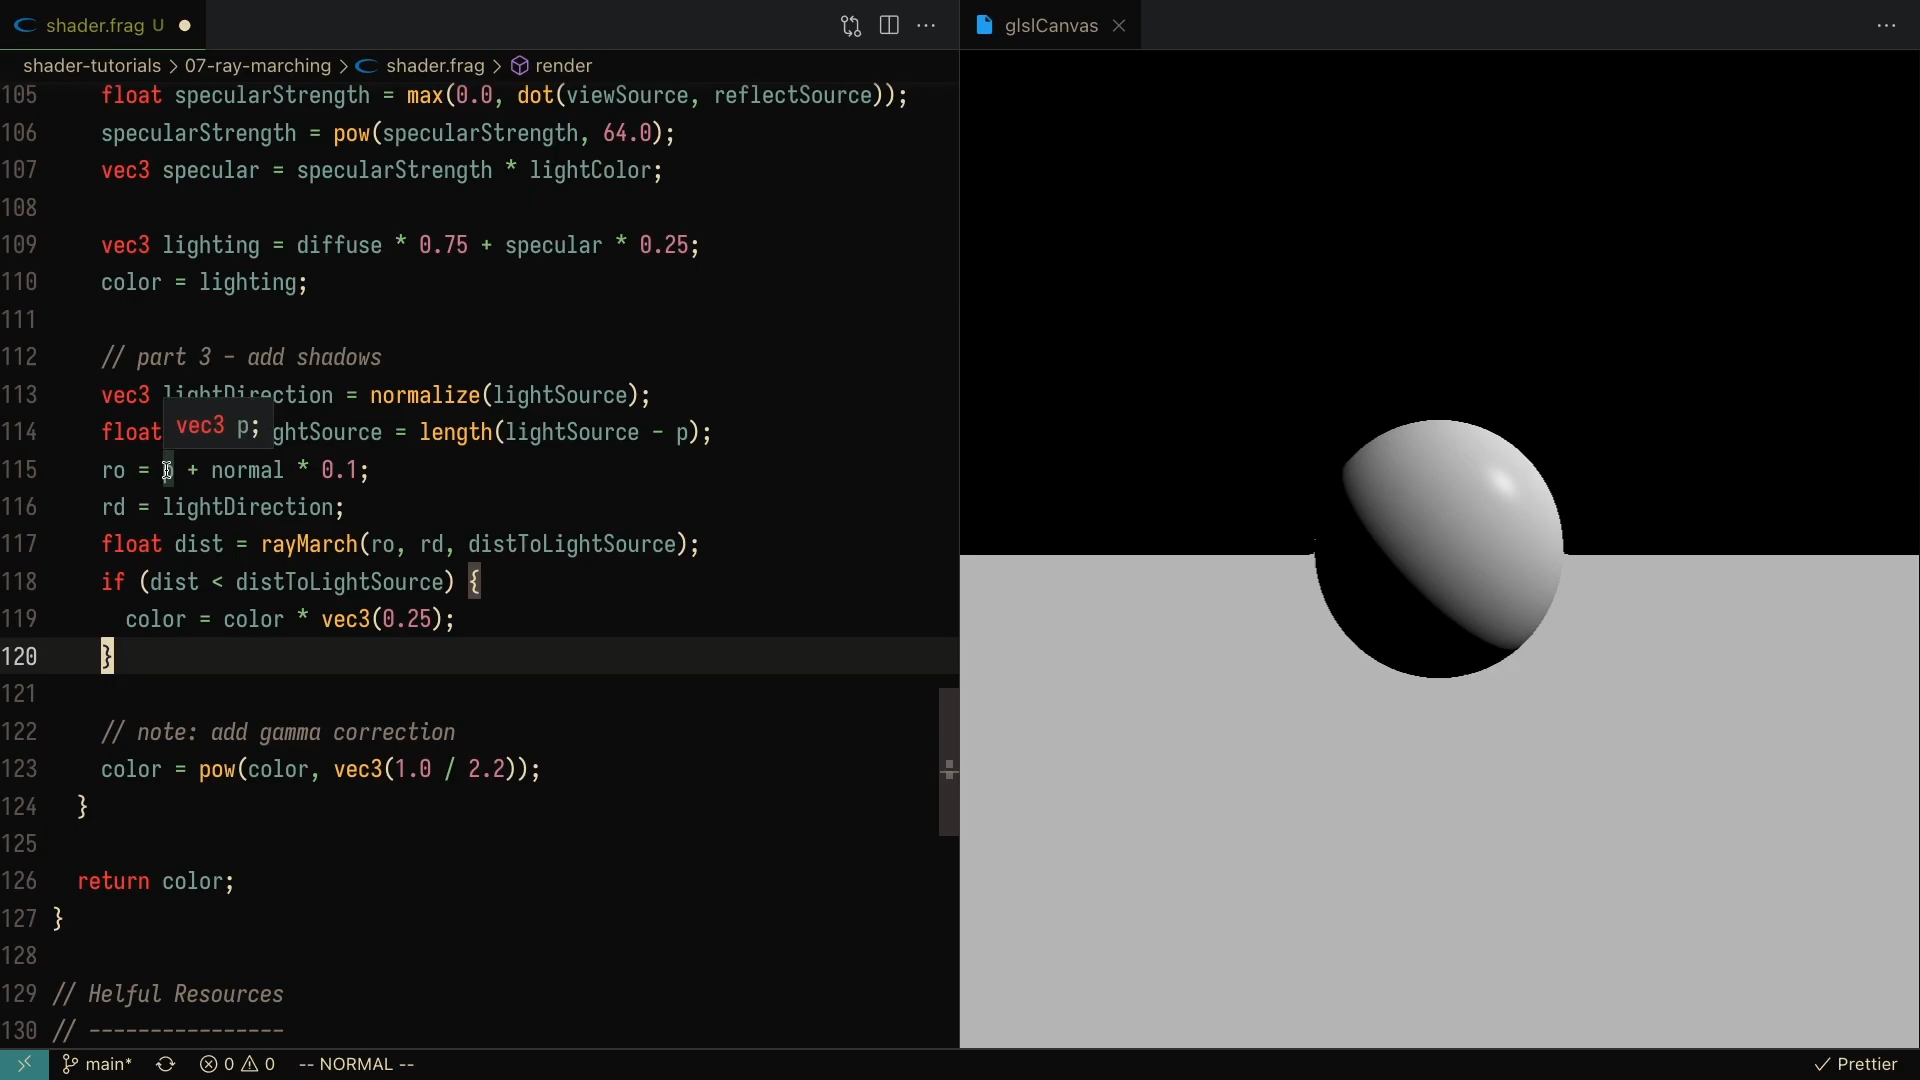 shader.frag U
glslCanvas
shader-tutorials > 07-ray-marching > shader.frag > render
105 float specularStrength = max(0.0, dot(viewSource, reflectSource));
106 specularStrength = pow(specularStrength, 64.0);
107 vec3 specular = specularStrength * lightColor;
108
109 vec3 lighting = diffuse * 0.75 + specular * 0.25;
110 color = lighting;
111
112 // part 3 - add shadows
113 vec3 lightDirection = normalize(lightSource);
vec3 p;
114 float ghtSource = length(lightSource - p);
115 ro = p + normal * 0.1;
116 rd = lightDirection;
117 float dist = rayMarch(ro, rd, distToLightSource);
118 if (dist < distToLightSource) {
119 color = color * vec3(0.25);
120 }
121
122 // note: add gamma correction
123 color = pow(color, vec3(1.0 / 2.2));
124 }
125
126 return color;
127 }
128
129 // Helful Resources
130 // ----------------
main* 0 0 -- NORMAL -- Prettier